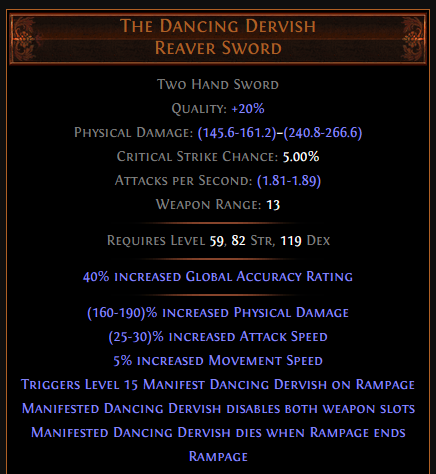 The Dancing Dervish
Reaver Sword
Two Hand Sword
Quality: +20%
Physical Damage: (145.6-161.2)–(240.8-266.6)
Critical Strike Chance: 5.00%
Attacks per Second: (1.81-1.89)
Weapon Range: 13
Requires Level 59, 82 Str, 119 Dex
40% increased Global Accuracy Rating
(160-190)% increased Physical Damage
(25-30)% increased Attack Speed
5% increased Movement Speed
Triggers Level 15 Manifest Dancing Dervish on Rampage
Manifested Dancing Dervish disables both weapon slots
Manifested Dancing Dervish dies when Rampage ends
Rampage